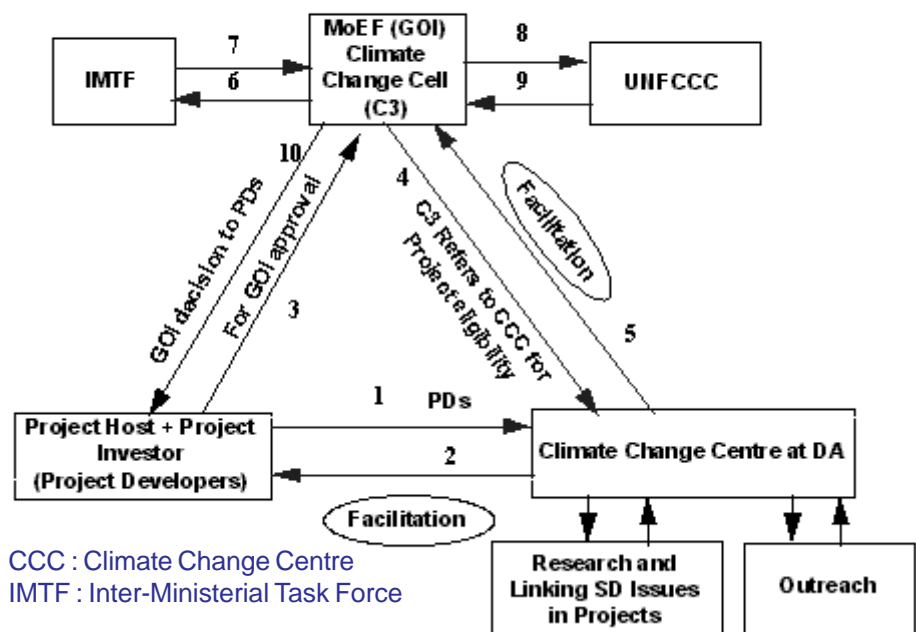 7
IMTF
6
MoEF (GOI)
Climate
Change Cell
(C3)
8
9
UNFCCC
10
GOI decision to PDs
For GOI approval
3
4
C3 Refers to CCC for
Project eligibility
Facilitation
5
1
PDs
2
Project Host + Project
Investor
(Project Developers)
Climate Change Centre at DA
Facilitation
Research and
Linking SD Issues
in Projects
Outreach
CCC : Climate Change Centre
IMTF : Inter-Ministerial Task Force